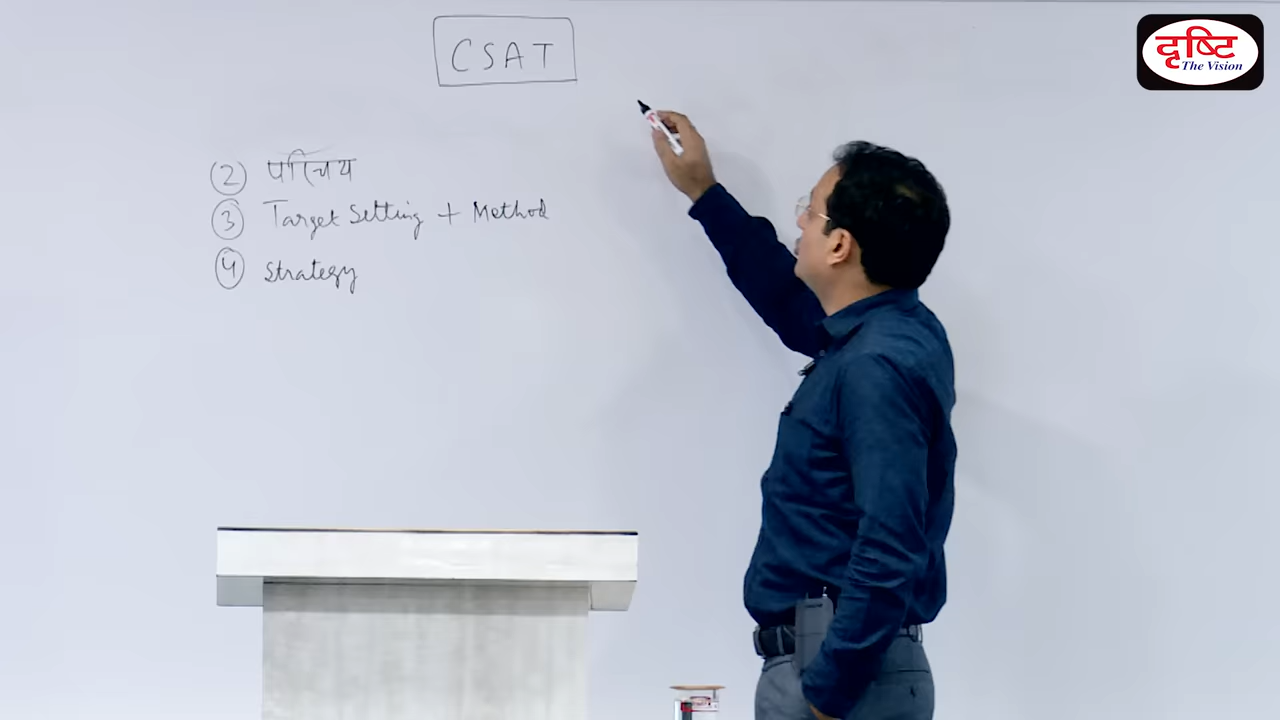 CSAT
दृष्टि
The Vision
(2) परिचय
(3) Target Setting + Method
(4) Strategy